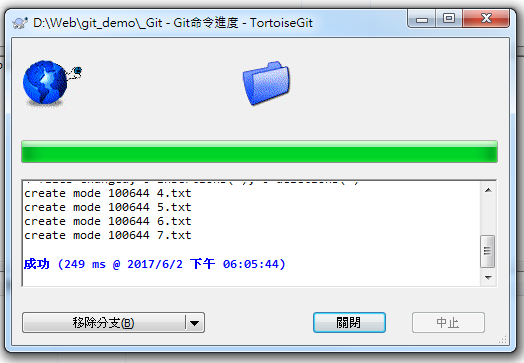 D:\Web\git_demo\_Git - Git命令進度 - TortoiseGit
create mode 100644 4.txt
create mode 100644 5.txt
create mode 100644 6.txt
create mode 100644 7.txt
成功 (249 ms @ 2017/6/2 下午 06:05:44)
移除分支(B)
關閉
中止